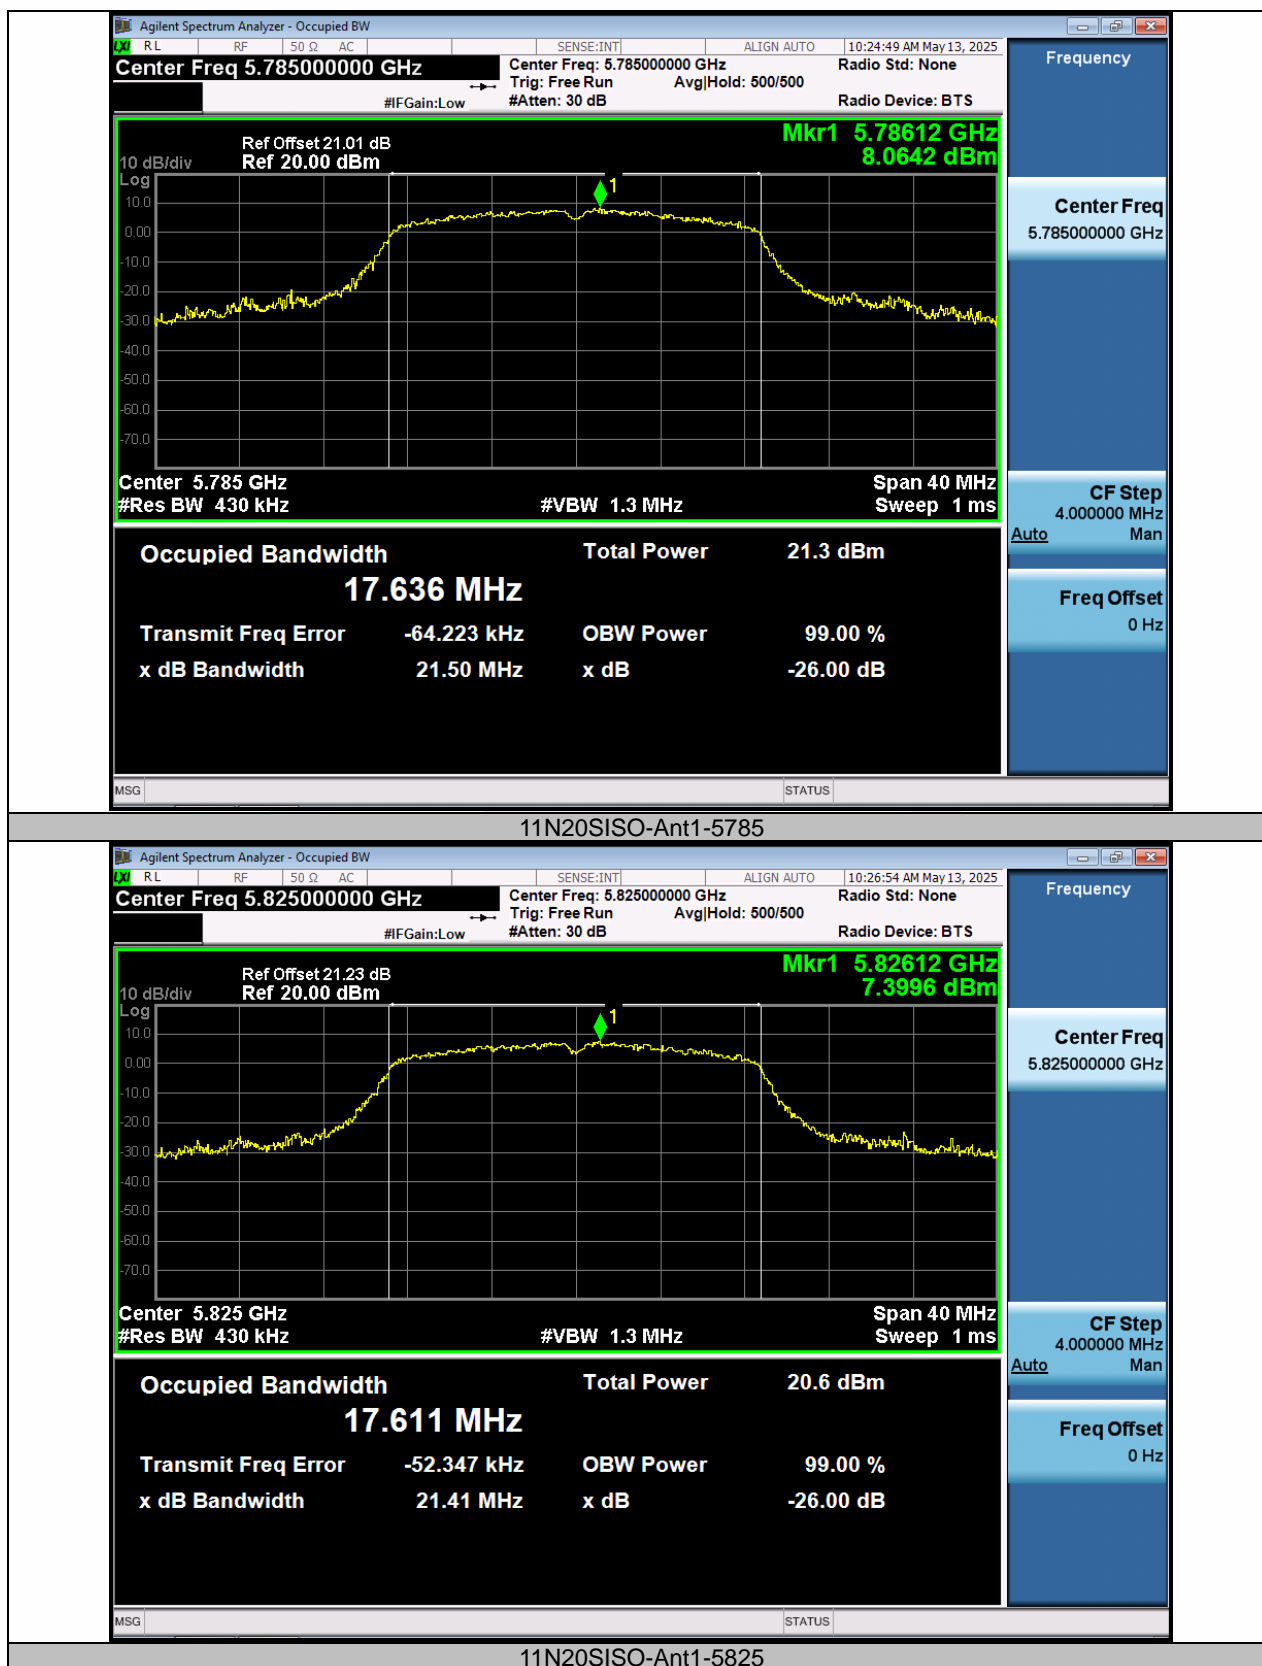 Agilent Spectrum Analyzer - Occupied BW
LXI RL RF 50 Ω AC SENSE:INT ALIGN AUTO 10:24:49 AM May 13, 2025
Center Freq 5.785000000 GHz Center Freq: 5.785000000 GHz Radio Std: None Frequency
Trig: Free Run Avg|Hold: 500/500
#IFGain:Low #Atten: 30 dB Radio Device: BTS
Mkr1 5.78612 GHz
Ref Offset 21.01 dB
10 dB/div Ref 20.00 dBm 8.0642 dBm
Log
1
10.0
0.00
-10.0
-20.0
-30.0
-40.0
-50.0
-60.0
-70.0
Center Freq
5.785000000 GHz
Center 5.785 GHz Span 40 MHz
#Res BW 430 kHz #VBW 1.3 MHz Sweep 1 ms
CF Step
4.000000 MHz
Auto Man
Occupied Bandwidth Total Power 21.3 dBm
17.636 MHz
Freq Offset
0 Hz
Transmit Freq Error -64.223 kHz OBW Power 99.00 %
x dB Bandwidth 21.50 MHz x dB -26.00 dB
MSG STATUS
11N20SISO-Ant1-5785
Agilent Spectrum Analyzer - Occupied BW
LXI RL RF 50 Ω AC SENSE:INT ALIGN AUTO 10:26:54 AM May 13, 2025
Center Freq 5.825000000 GHz Center Freq: 5.825000000 GHz Radio Std: None Frequency
Trig: Free Run Avg|Hold: 500/500
#IFGain:Low #Atten: 30 dB Radio Device: BTS
Mkr1 5.82612 GHz
Ref Offset 21.23 dB
10 dB/div Ref 20.00 dBm 7.3996 dBm
Log
1
10.0
0.00
-10.0
-20.0
-30.0
-40.0
-50.0
-60.0
-70.0
Center Freq
5.825000000 GHz
Center 5.825 GHz Span 40 MHz
#Res BW 430 kHz #VBW 1.3 MHz Sweep 1 ms
CF Step
4.000000 MHz
Auto Man
Occupied Bandwidth Total Power 20.6 dBm
17.611 MHz
Freq Offset
0 Hz
Transmit Freq Error -52.347 kHz OBW Power 99.00 %
x dB Bandwidth 21.41 MHz x dB -26.00 dB
MSG STATUS
11N20SISO-Ant1-5825